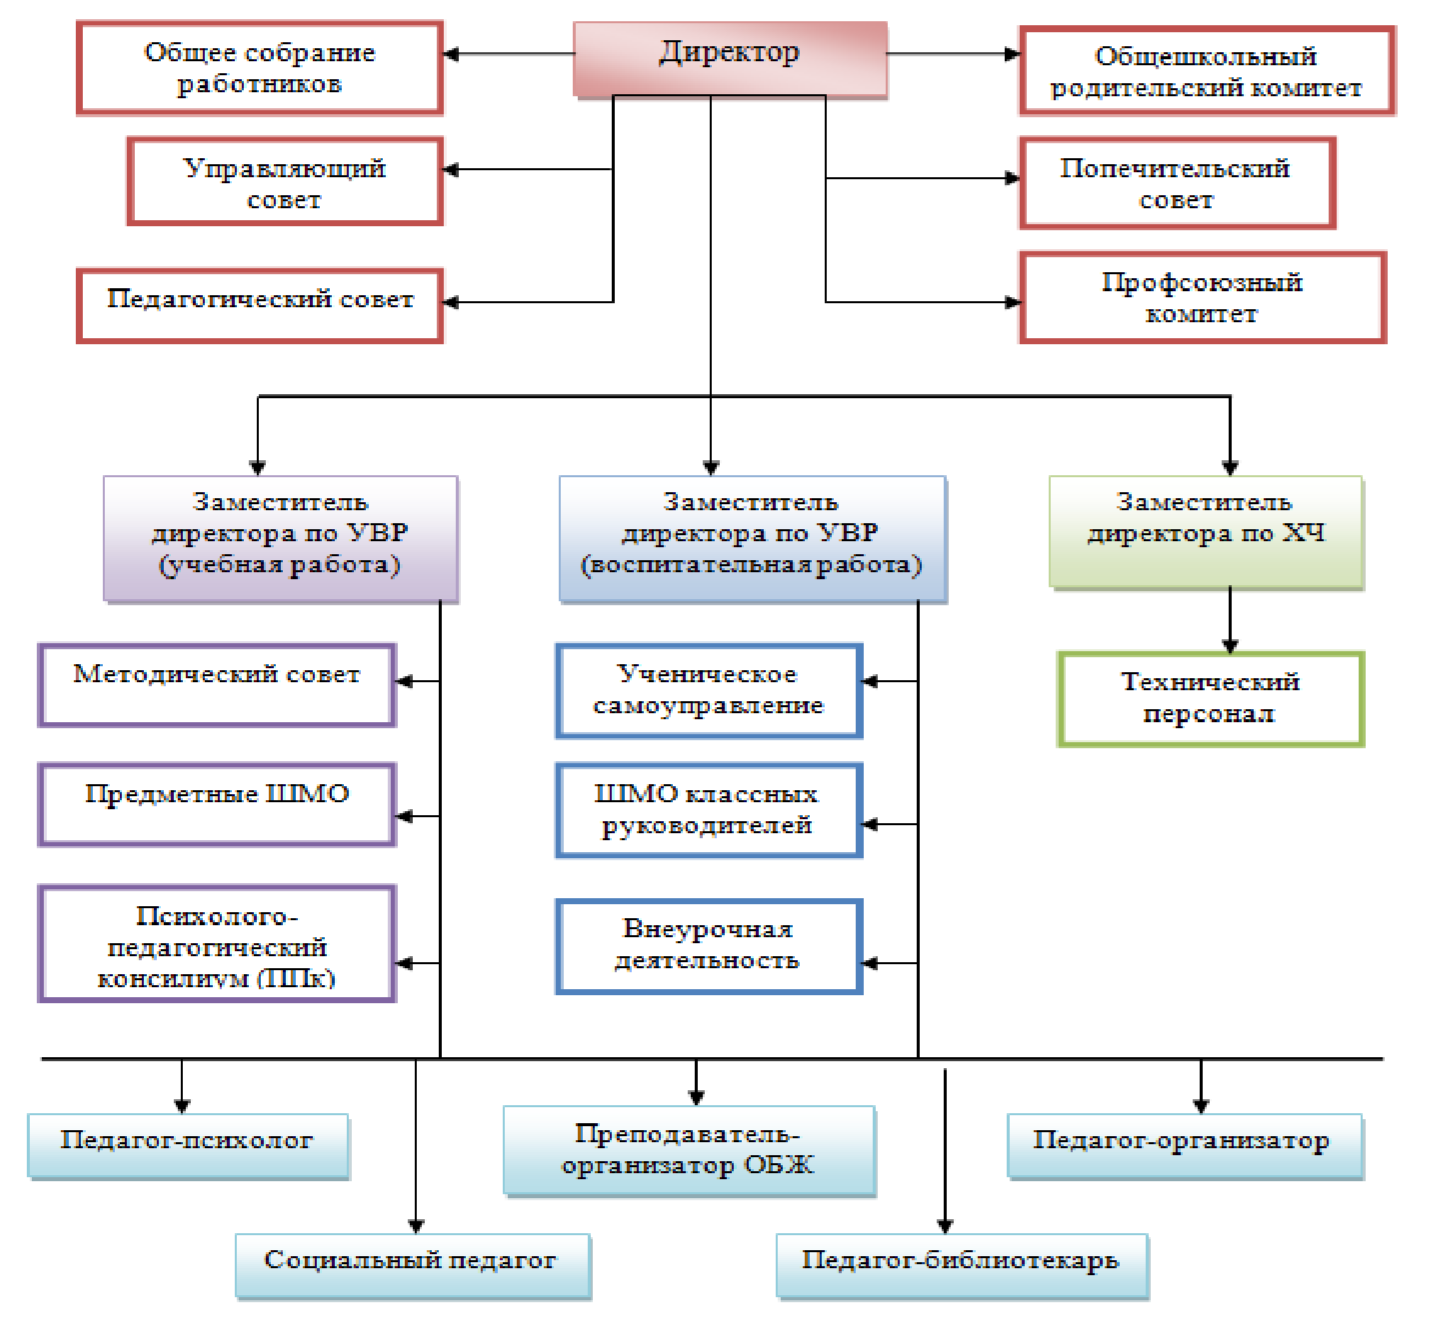 Директор
Общее собрание
работников
Общешкольный
родительский комитет
Управляющий
совет
Попечительский
совет
Педагогический совет
Профсоюзный
комитет
Заместитель
директора по УВР
(учебная работа)
Заместитель
директора по УВР
(воспитательная работа)
Заместитель
директора по ХЧ
Методический совет
Ученическое
самоуправление
Технический
персонал
Предметные ШМО
ШМО классных
руководителей
Психолого-
педагогический
консилиум (ППк)
Внеурочная
деятельность
Педагог-психолог
Преподаватель-
организатор ОБЖ
Педагог-организатор
Социальный педагог
Педагог-библиотекарь